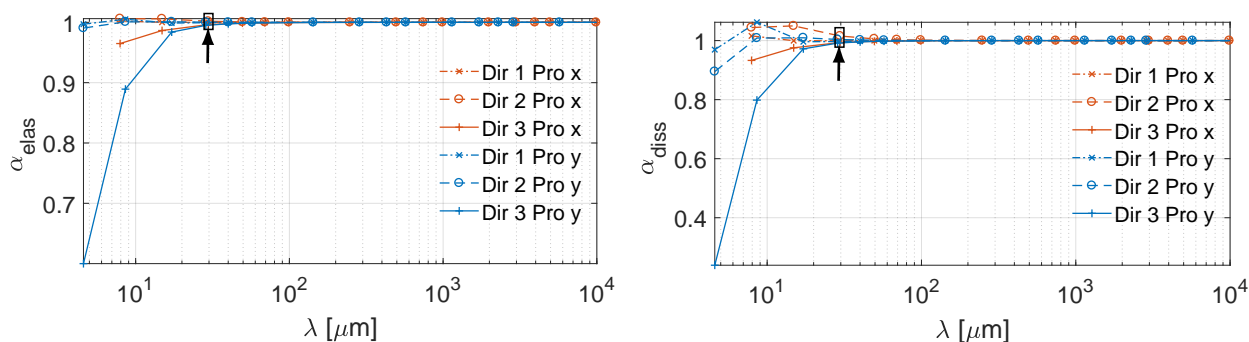 1
0.9
0.8
0.7
α_elas
10^1
10^2
10^3
10^4
λ [μm]
Dir 1 Pro x
Dir 2 Pro x
Dir 3 Pro x
Dir 1 Pro y
Dir 2 Pro y
Dir 3 Pro y
1
0.8
0.6
0.4
α_diss
10^1
10^2
10^3
10^4
λ [μm]
Dir 1 Pro x
Dir 2 Pro x
Dir 3 Pro x
Dir 1 Pro y
Dir 2 Pro y
Dir 3 Pro y